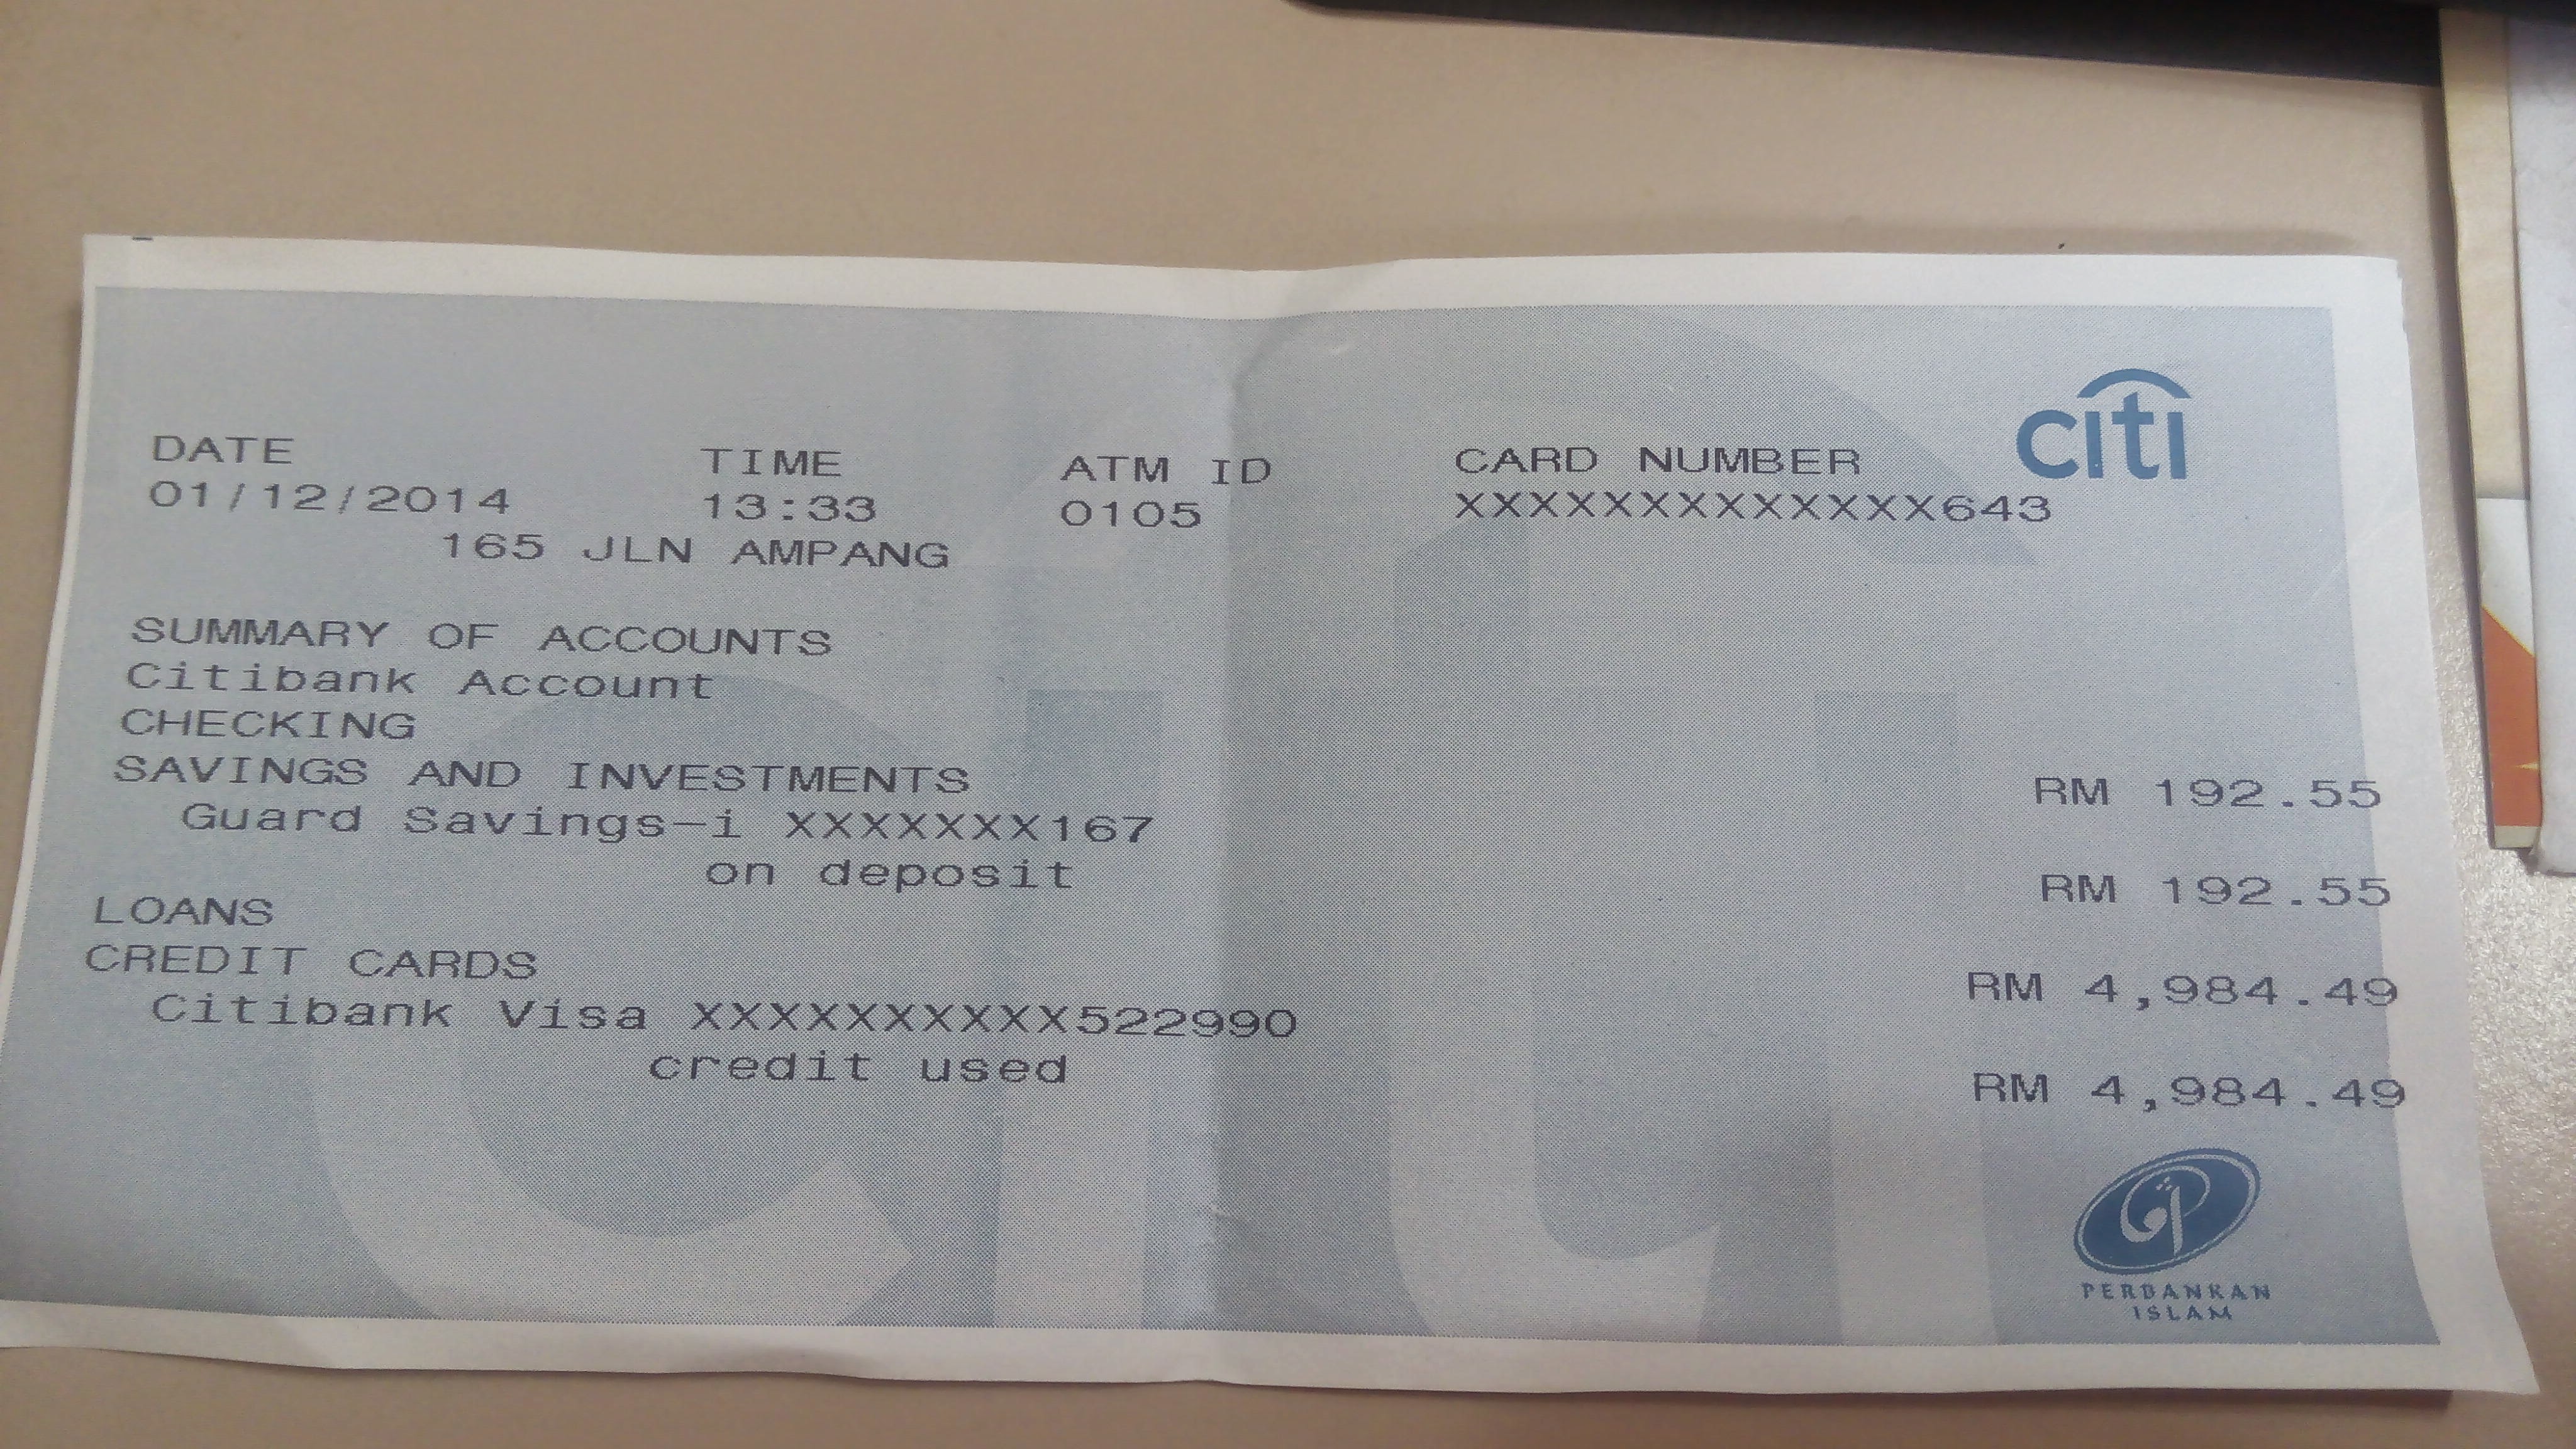 citi
DATE TIME ATM ID CARD NUMBER
01/12/2014 13:33 0105 XXXXXXXXXXXXX643
165 JLN AMPANG
SUMMARY OF ACCOUNTS
Citibank Account
CHECKING
SAVINGS AND INVESTMENTS RM 192.55
Guard Savings-i XXXXXXX167
on deposit RM 192.55
LOANS
CREDIT CARDS RM 4,984.49
Citibank Visa XXXXXXXXXX522990
credit used RM 4,984.49
PERBANKAN
ISLAM